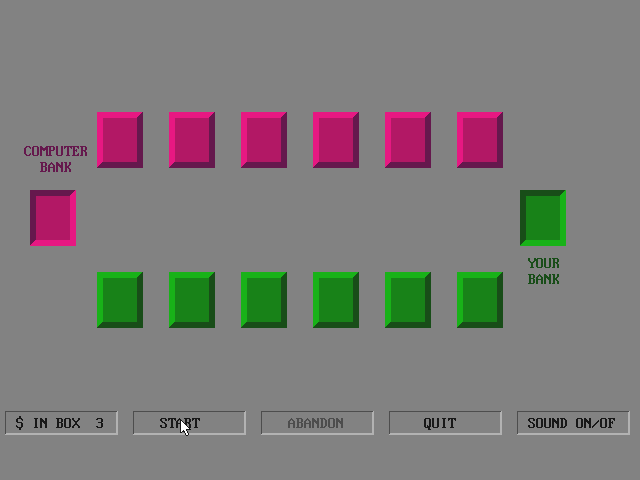 COMPUTER
BANK
YOUR
BANK
$ IN BOX 3
START
ABANDON
QUIT
SOUND ON/OF